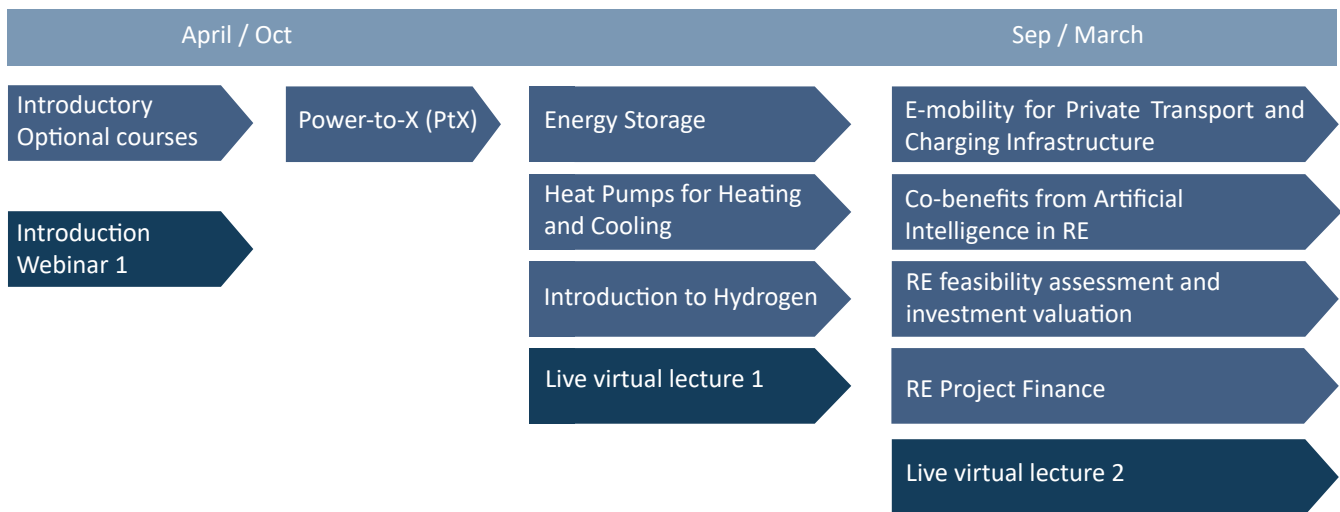 April / Oct
Sep / March
Introductory
Optional courses
Introduction
Webinar 1
Power-to-X (PtX)
Energy Storage
Heat Pumps for Heating
and Cooling
Introduction to Hydrogen
Live virtual lecture 1
E-mobility for Private Transport and
Charging Infrastructure
Co-benefits from Artificial
Intelligence in RE
RE feasibility assessment and
investment valuation
RE Project Finance
Live virtual lecture 2